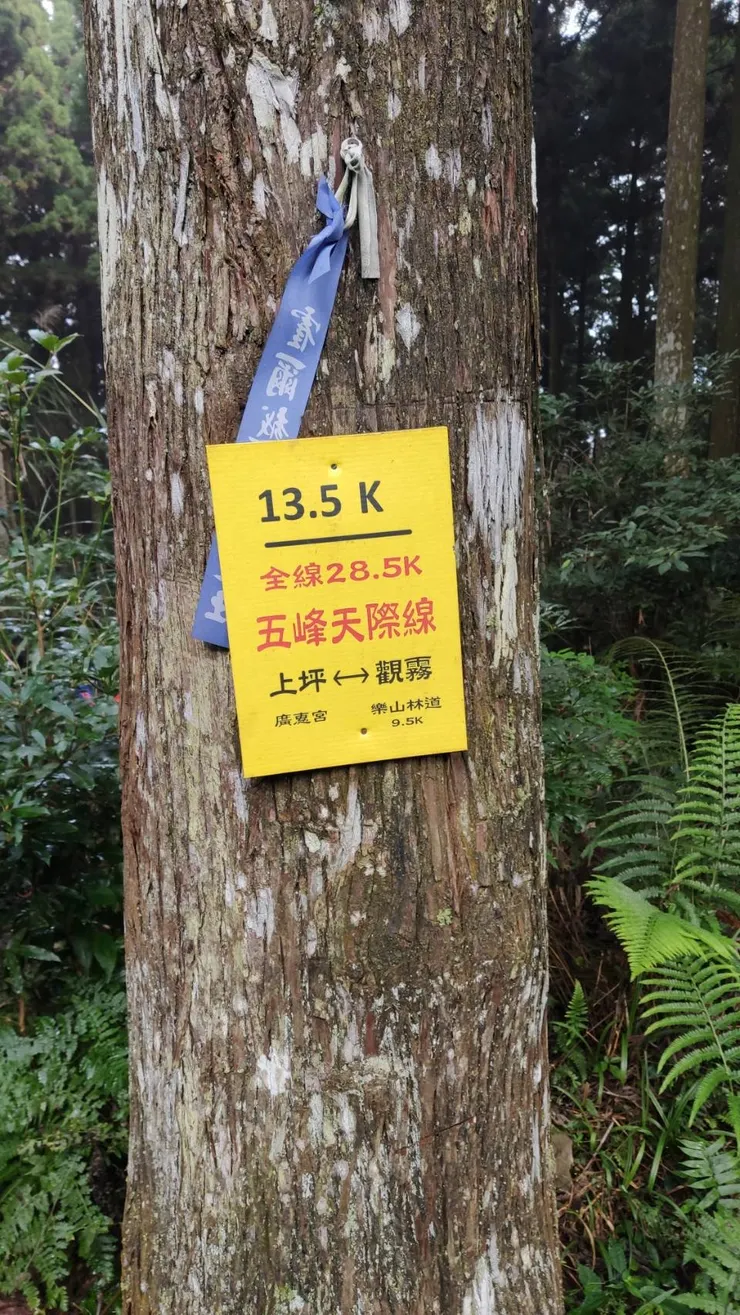 13.5 K
全線28.5K
五峰天際線
上坪↔觀霧
廣惠宮 樂山林道
9.5K